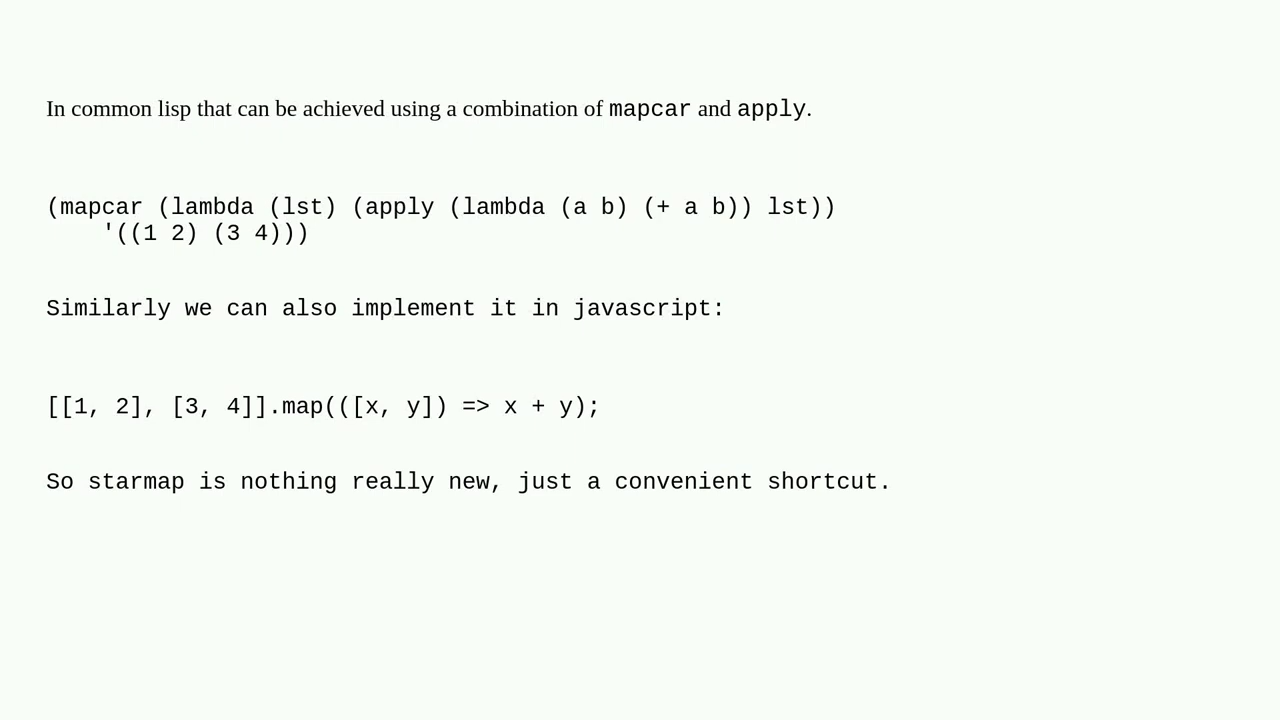 In common lisp that can be achieved using a combination of mapcar and apply.
(mapcar (lambda (lst) (apply (lambda (a b) (+ a b)) lst))
    '((1 2) (3 4)))
Similarly we can also implement it in javascript:
[[1, 2], [3, 4]].map(([x, y]) => x + y);
So starmap is nothing really new, just a convenient shortcut.